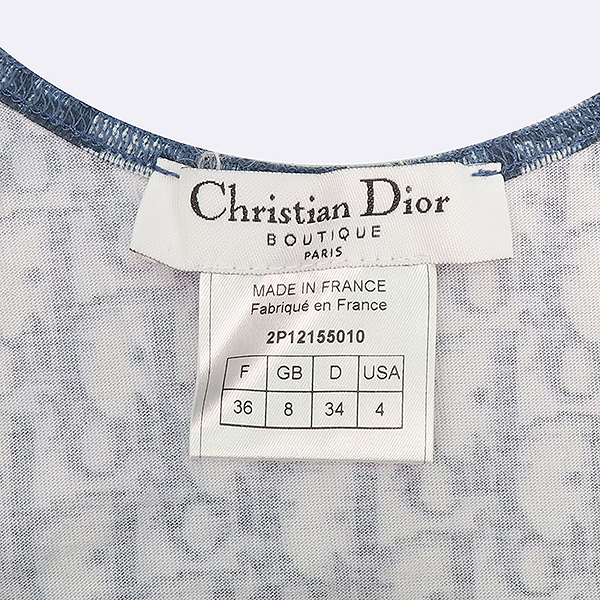 Christian Dior
BOUTIQUE
PARIS
MADE IN FRANCE
Fabriqué en France
2P12155010
F GB D USA
36 8 34 4